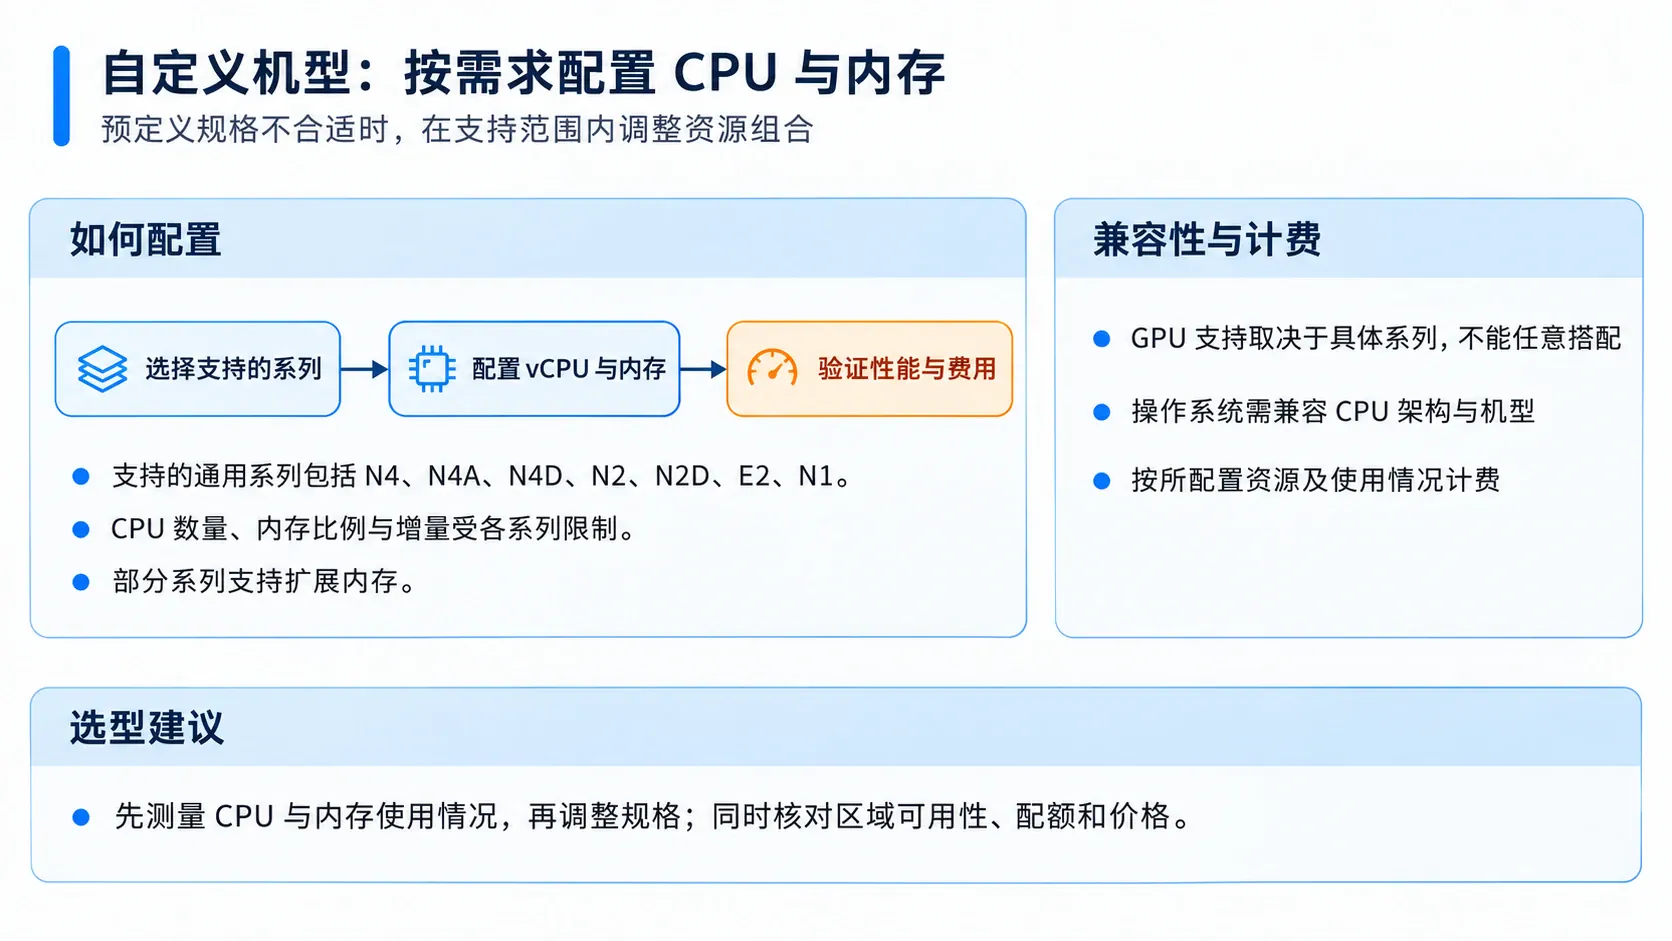 自定义机型：按需求配置 CPU 与内存
预定义规格不合适时，在支持范围内调整资源组合
如何配置
选择支持的系列
配置 vCPU 与内存
验证性能与费用
支持的通用系列包括 N4、N4A、N4D、N2、N2D、E2、N1。
CPU 数量、内存比例与增量受各系列限制。
部分系列支持扩展内存。
兼容性与计费
GPU 支持取决于具体系列，不能任意搭配
操作系统需兼容 CPU 架构与机型
按所配置资源及使用情况计费
选型建议
先测量 CPU 与内存使用情况，再调整规格；同时核对区域可用性、配额和价格。